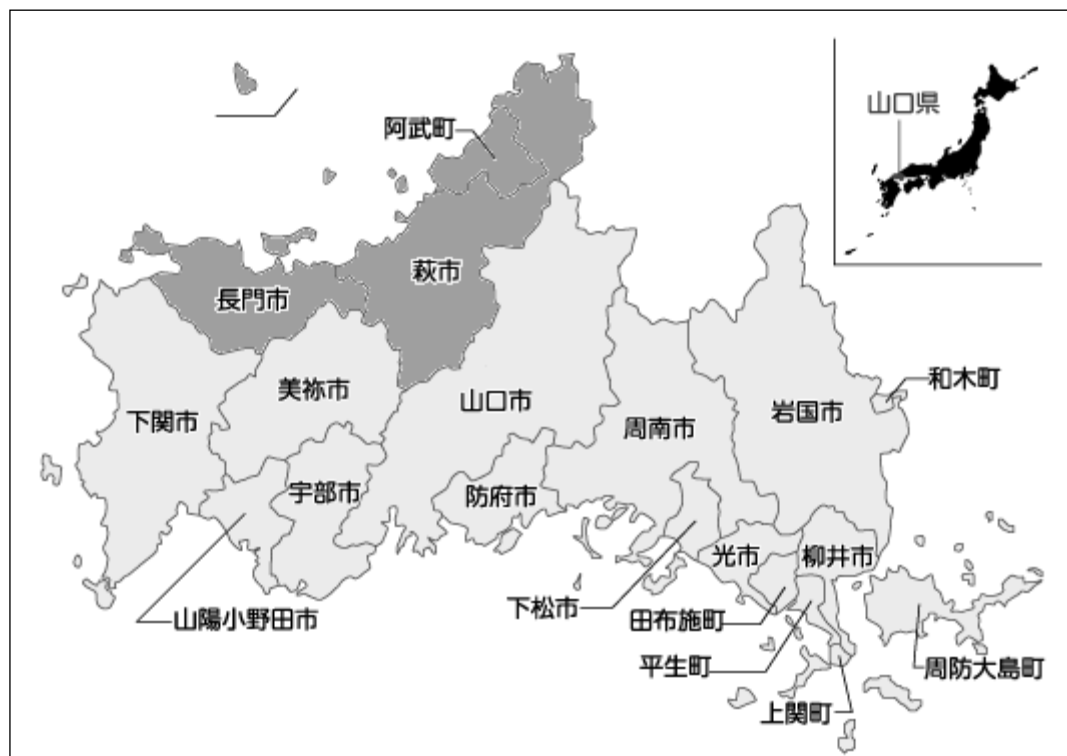 山口県
阿武町
萩市
長門市
和木町
美祢市
山口市
岩国市
下関市
周南市
宇部市
防府市
光市
柳井市
下松市
山陽小野田市
田布施町
平生町
周防大島町
上関町